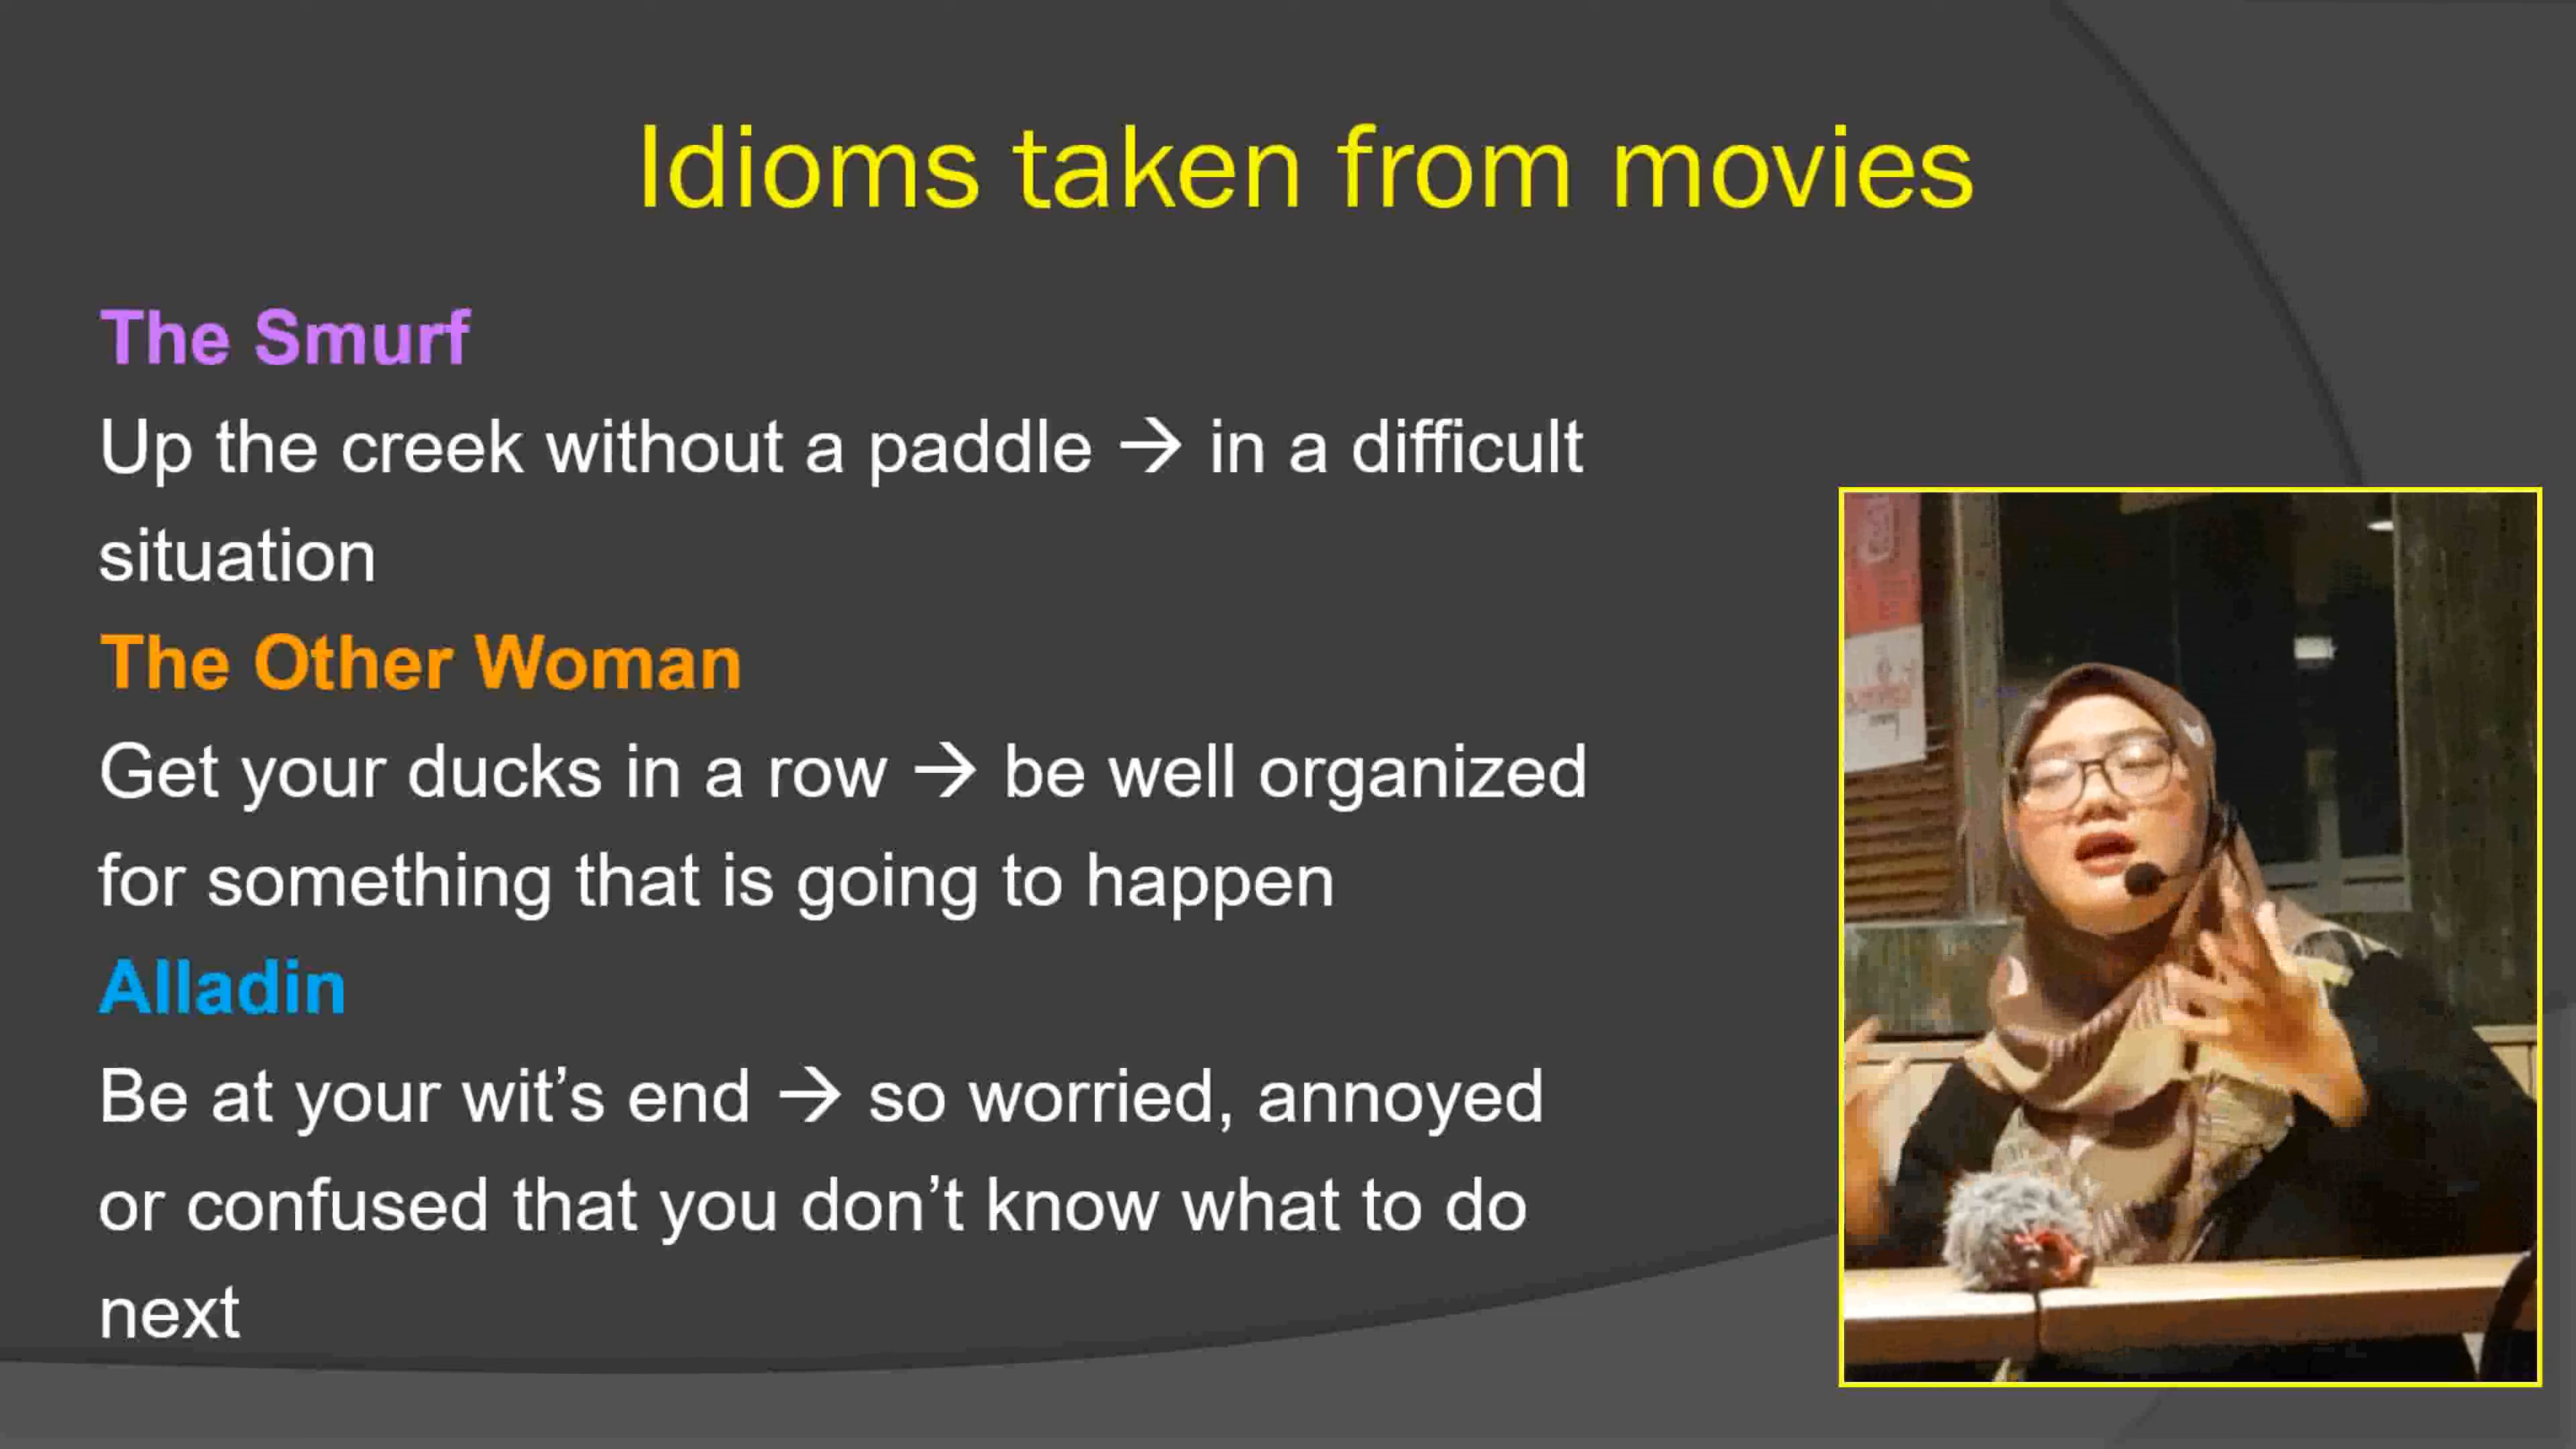 Idioms taken from movies
The Smurf
Up the creek without a paddle → in a difficult
situation
The Other Woman
Get your ducks in a row → be well organized
for something that is going to happen
Alladin
Be at your wit’s end → so worried, annoyed
or confused that you don’t know what to do
next